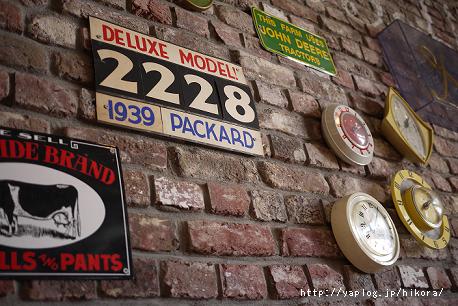 "DELUXE MODEL!"
2228
1939 PACKARD
THIS FARM USES
JOHN DEERE
TRACTORS
SELL
IDE BRAND
LLS AND PANTS
http://yaplog.jp/hikora/